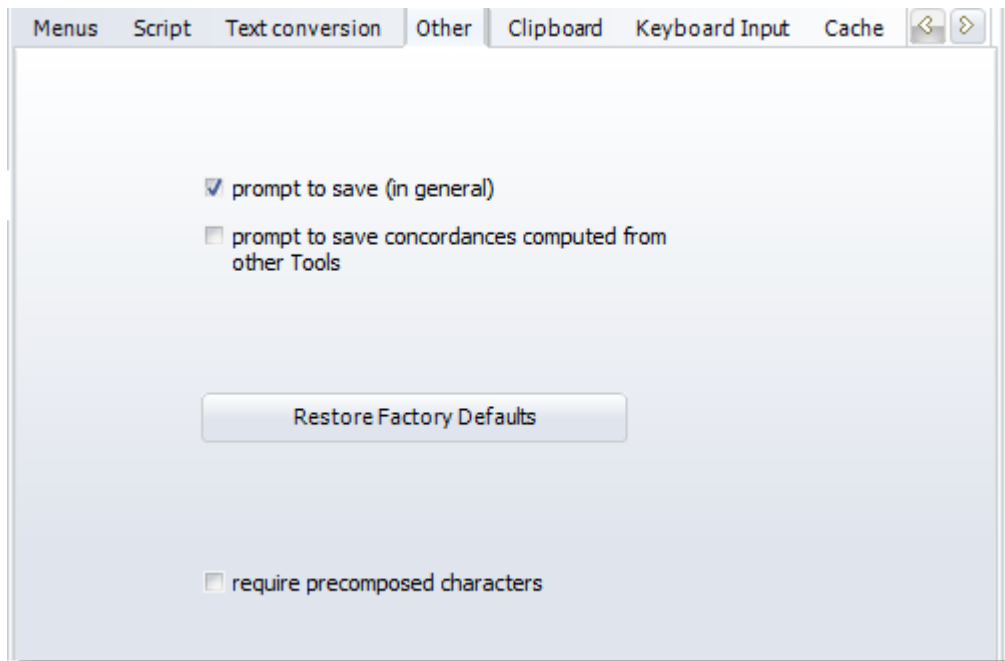 Menus Script Text conversion Other Clipboard Keyboard Input Cache
prompt to save (in general)
prompt to save concordances computed from
other Tools
Restore Factory Defaults
require precomposed characters